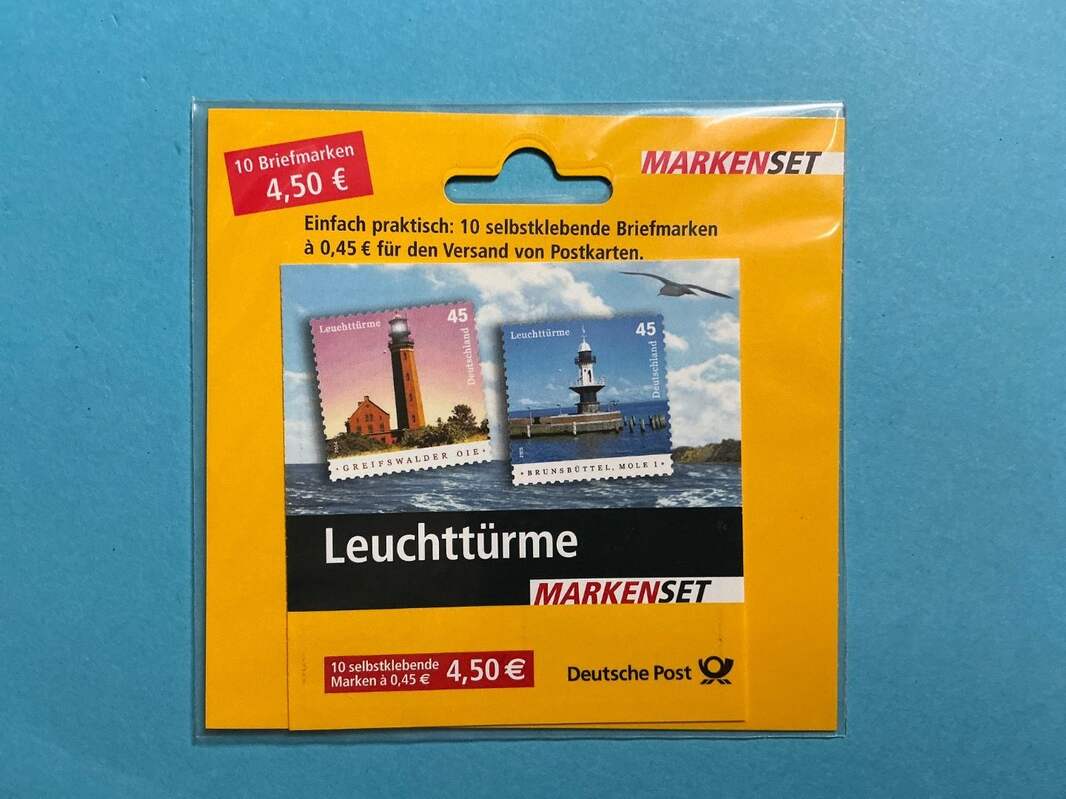 10 Briefmarken
4,50 €
MARKENSET
Einfach praktisch: 10 selbstklebende Briefmarken
à 0,45 € für den Versand von Postkarten.
Leuchttürme 45
Deutschland
· GREIFSWALDER OIE ·
Leuchttürme 45
Deutschland
· BRUNSBÜTTEL, MOLE 1 ·
Leuchttürme
MARKENSET
10 selbstklebende
Marken à 0,45 €
4,50 €
Deutsche Post